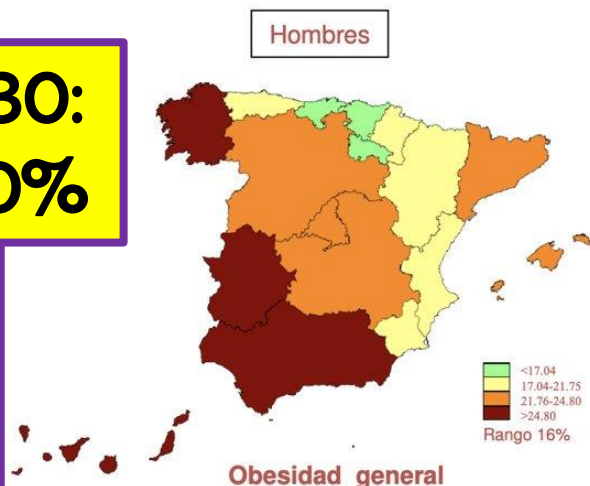 Hombres
30:
0%
<17.04
17.04-21.75
21.76-24.80
>24.80
Rango 16%
Obesidad general